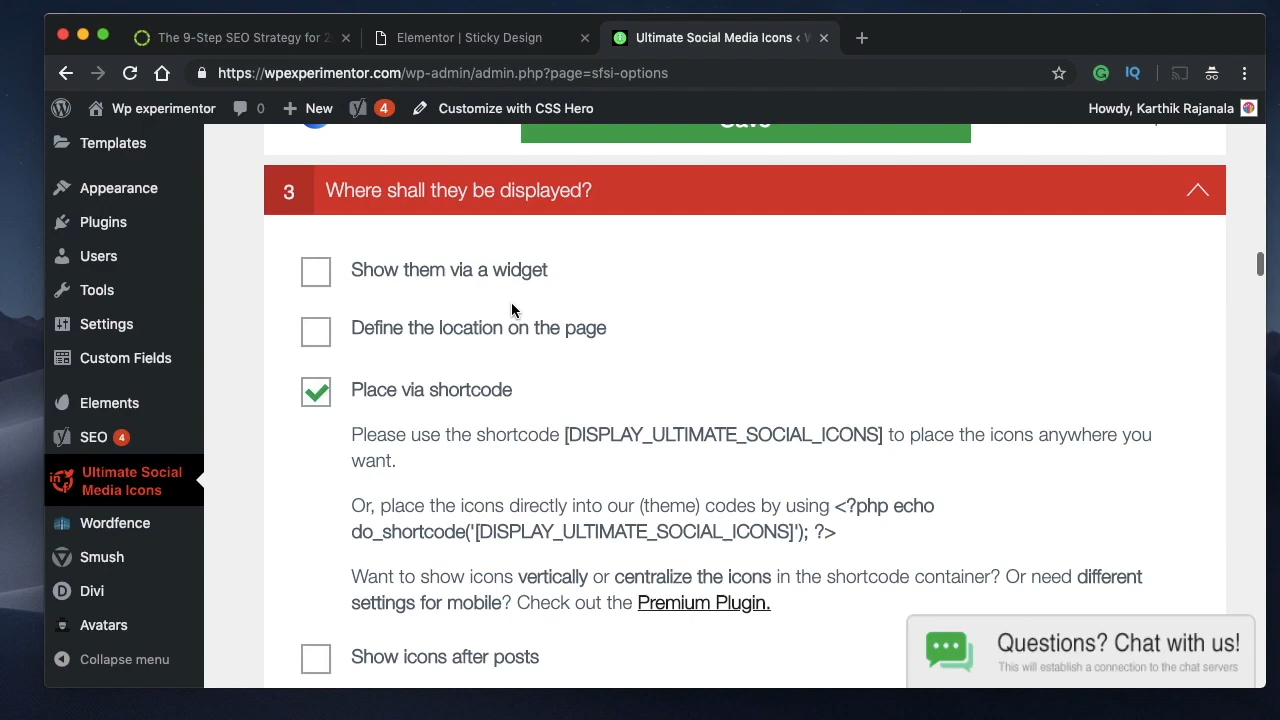 The 9-Step SEO Strategy for 2
Elementor | Sticky Design
Ultimate Social Media Icons ‹ W
https://wpexperimentor.com/wp-admin/admin.php?page=sfsi-options
Wp experimentor 0 New 4 Customize with CSS Hero
Howdy, Karthik Rajanala
Templates
Appearance
Plugins
Users
Tools
Settings
Custom Fields
Elements
SEO 4
Ultimate Social
Media Icons
Wordfence
Smush
Divi
Avatars
Collapse menu
Save
3 Where shall they be displayed?
Show them via a widget
Define the location on the page
Place via shortcode
Please use the shortcode [DISPLAY_ULTIMATE_SOCIAL_ICONS] to place the icons anywhere you
want.
Or, place the icons directly into our (theme) codes by using <?php echo
do_shortcode('[DISPLAY_ULTIMATE_SOCIAL_ICONS]'); ?>
Want to show icons vertically or centralize the icons in the shortcode container? Or need different
settings for mobile? Check out the Premium Plugin.
Show icons after posts
Questions? Chat with us!
This will establish a connection to the chat servers